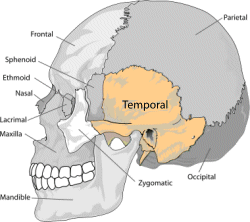 Parietal
Frontal
Sphenoid
Ethmoid
Nasal
Lacrimal
Maxilla
Temporal
Mandible
Zygomatic
Occipital